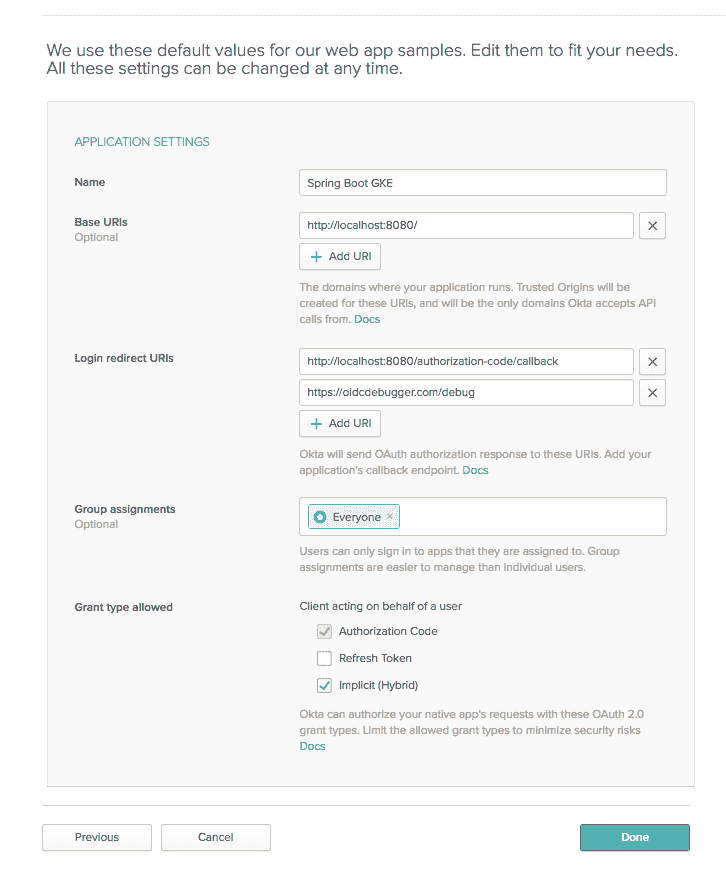 We use these default values for our web app samples. Edit them to fit your needs.
All these settings can be changed at any time.
APPLICATION SETTINGS
Name
Spring Boot GKE
Base URIs
Optional
http://localhost:8080/
+ Add URI
The domains where your application runs. Trusted Origins will be
created for these URIs, and will be the only domains Okta accepts API
calls from. Docs
Login redirect URIs
http://localhost:8080/authorization-code/callback
https://oidcdebugger.com/debug
+ Add URI
Okta will send OAuth authorization response to these URIs. Add your
application's callback endpoint. Docs
Group assignments
Optional
Everyone ×
Users can only sign in to apps that they are assigned to. Group
assignments are easier to manage than individual users.
Grant type allowed
Client acting on behalf of a user
Authorization Code
Refresh Token
Implicit (Hybrid)
Okta can authorize your native app's requests with these OAuth 2.0
grant types. Limit the allowed grant types to minimize security risks
Docs
Previous
Cancel
Done